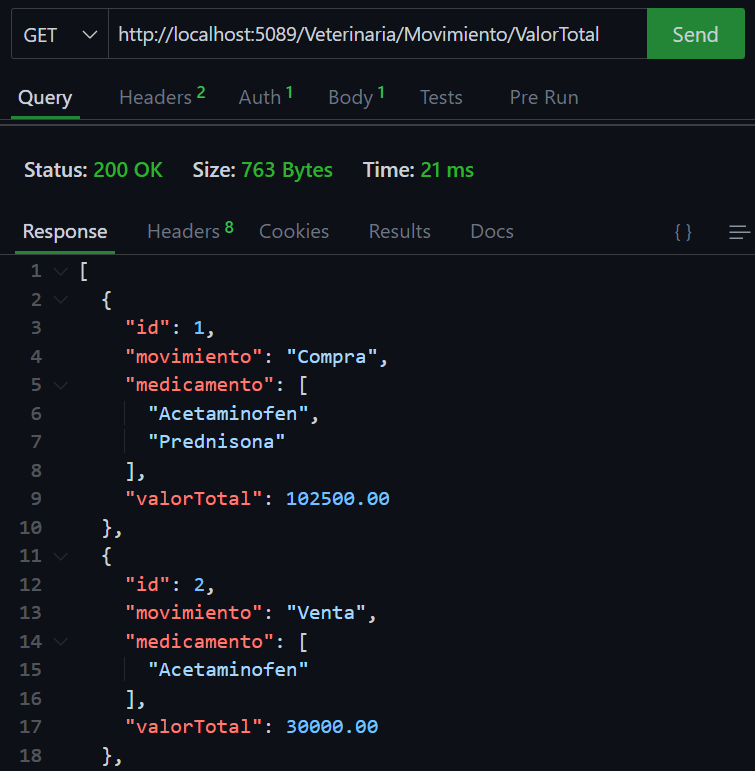 GET http://localhost:5089/Veterinaria/Movimiento/ValorTotal Send
Query Headers 2 Auth 1 Body 1 Tests Pre Run
Status: 200 OK Size: 763 Bytes Time: 21 ms
Response Headers 8 Cookies Results Docs { }
1 [
2 {
3 "id": 1,
4 "movimiento": "Compra",
5 "medicamento": [
6 "Acetaminofen",
7 "Prednisona"
8 ],
9 "valorTotal": 102500.00
10 },
11 {
12 "id": 2,
13 "movimiento": "Venta",
14 "medicamento": [
15 "Acetaminofen"
16 ],
17 "valorTotal": 30000.00
18 },